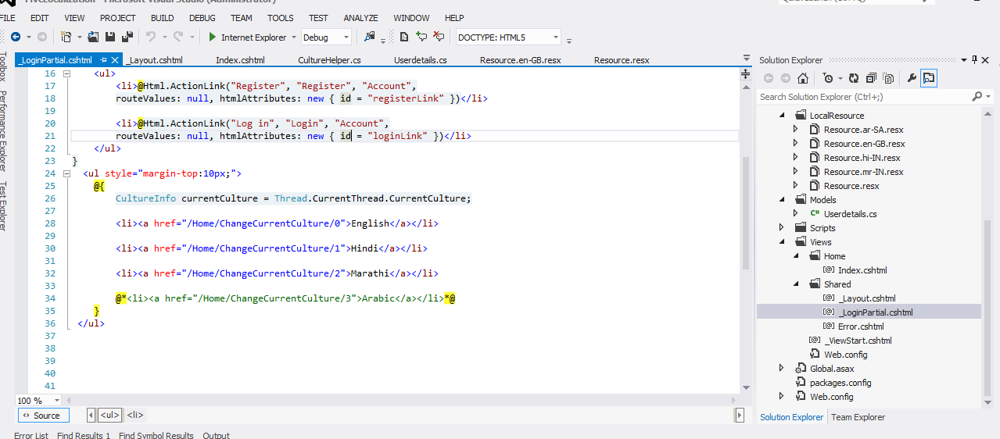 FiveLocalization - Microsoft Visual Studio (Administrator)
FILE EDIT VIEW PROJECT BUILD DEBUG TEAM TOOLS TEST ANALYZE WINDOW HELP
Internet Explorer Debug DOCTYPE: HTML5
_LoginPartial.cshtml _Layout.cshtml Index.cshtml CultureHelper.cs Userdetails.cs Resource.en-GB.resx Resource.resx
Toolbox
Performance Explorer
Test Explorer
16 <ul>
17 <li>@Html.ActionLink("Register", "Register", "Account",
18 routeValues: null, htmlAttributes: new { id = "registerLink" })</li>
19
20 <li>@Html.ActionLink("Log in", "Login", "Account",
21 routeValues: null, htmlAttributes: new { id = "loginLink" })</li>
22 </ul>
23 }
24 <ul style="margin-top:10px;">
25 @{
26 CultureInfo currentCulture = Thread.CurrentThread.CurrentCulture;
27
28 <li><a href="/Home/ChangeCurrentCulture/0">English</a></li>
29
30 <li><a href="/Home/ChangeCurrentCulture/1">Hindi</a></li>
31
32 <li><a href="/Home/ChangeCurrentCulture/2">Marathi</a></li>
33
34 @*<li><a href="/Home/ChangeCurrentCulture/3">Arabic</a></li>*@
35 }
36 </ul>
37
38
39
40
41
100 %
Source <ul> <li>
Error List Find Results 1 Find Symbol Results Output
Solution Explorer
Search Solution Explorer (Ctrl+;)
LocalResource
Resource.ar-SA.resx
Resource.en-GB.resx
Resource.hi-IN.resx
Resource.mr-IN.resx
Resource.resx
Models
C# Userdetails.cs
Scripts
Views
Home
[@] Index.cshtml
Shared
[@] _Layout.cshtml
[@] _LoginPartial.cshtml
[@] Error.cshtml
[@] _ViewStart.cshtml
Web.config
Global.asax
packages.config
Web.config
Solution Explorer Team Explorer